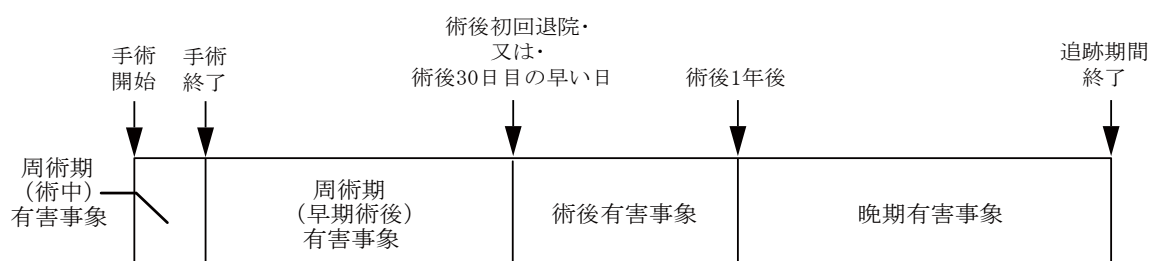 手術
開始
手術
終了
術後初回退院・
又は・
術後30日目の早い日
術後1年後
追跡期間
終了
周術期
（術中）
有害事象
周術期
（早期術後）
有害事象
術後有害事象
晩期有害事象